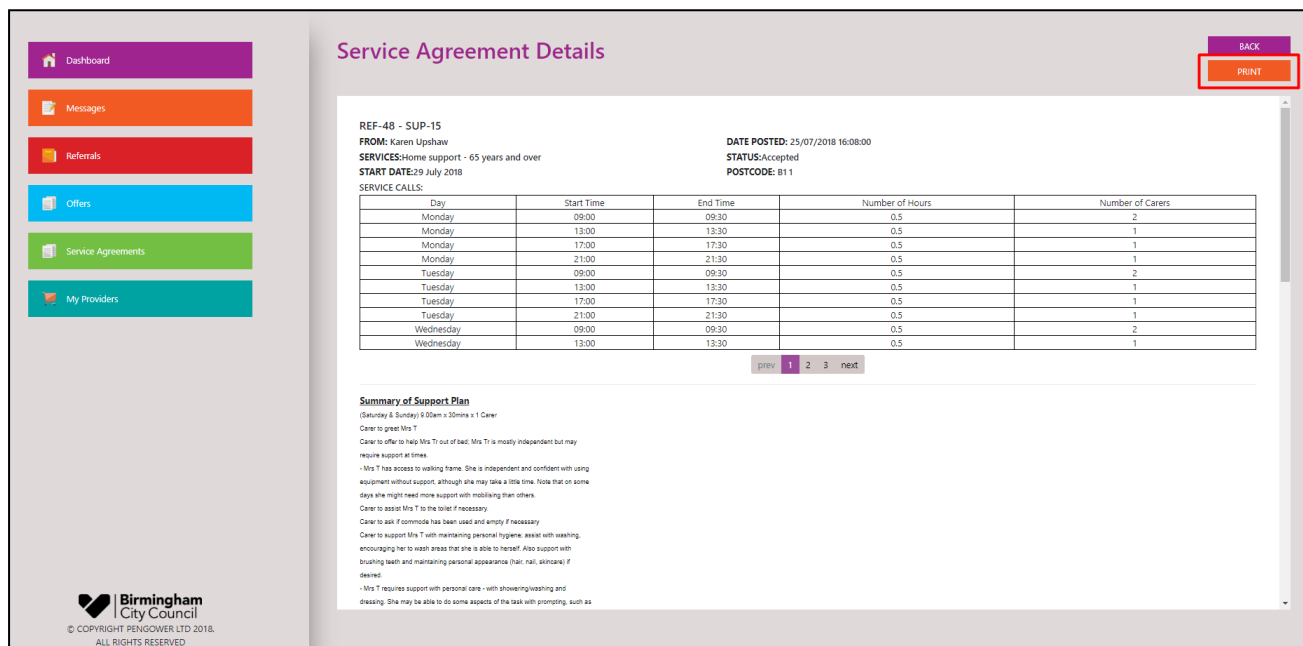 Service Agreement Details
BACK
PRINT
Dashboard
Messages
Referrals
Offers
Service Agreements
My Providers
REF-48 - SUP-15
FROM: Karen Upshaw DATE POSTED: 25/07/2018 16:08:00
SERVICES:Home support - 65 years and over STATUS:Accepted
START DATE:29 July 2018 POSTCODE: B1 1
SERVICE CALLS:
Day Start Time End Time Number of Hours Number of Carers
Monday 09:00 09:30 0.5 2
Monday 13:00 13:30 0.5 1
Monday 17:00 17:30 0.5 1
Monday 21:00 21:30 0.5 1
Tuesday 09:00 09:30 0.5 2
Tuesday 13:00 13:30 0.5 1
Tuesday 17:00 17:30 0.5 1
Tuesday 21:00 21:30 0.5 1
Wednesday 09:00 09:30 0.5 2
Wednesday 13:00 13:30 0.5 1
prev 1 2 3 next
Summary of Support Plan
(Saturday & Sunday) 9.00am x 30mins x 1 Carer
Carer to greet Mrs T
Carer to offer to help Mrs Tr out of bed; Mrs Tr is mostly independent but may
require support at times.
- Mrs T has access to walking frame. She is independent and confident with using
equipment without support, although she may take a little time. Note that on some
days she might need more support with mobilising than others.
Carer to assist Mrs T to the toilet if necessary.
Carer to ask if commode has been used and empty if necessary
Carer to support Mrs T with maintaining personal hygiene; assist with washing,
encouraging her to wash areas that she is able to herself. Also support with
brushing teeth and maintaining personal appearance (hair, nail, skincare) if
desired.
- Mrs T requires support with personal care - with showering/washing and
dressing. She may be able to do some aspects of the task with prompting, such as
Birmingham
City Council
© COPYRIGHT PENGOWER LTD 2018.
ALL RIGHTS RESERVED